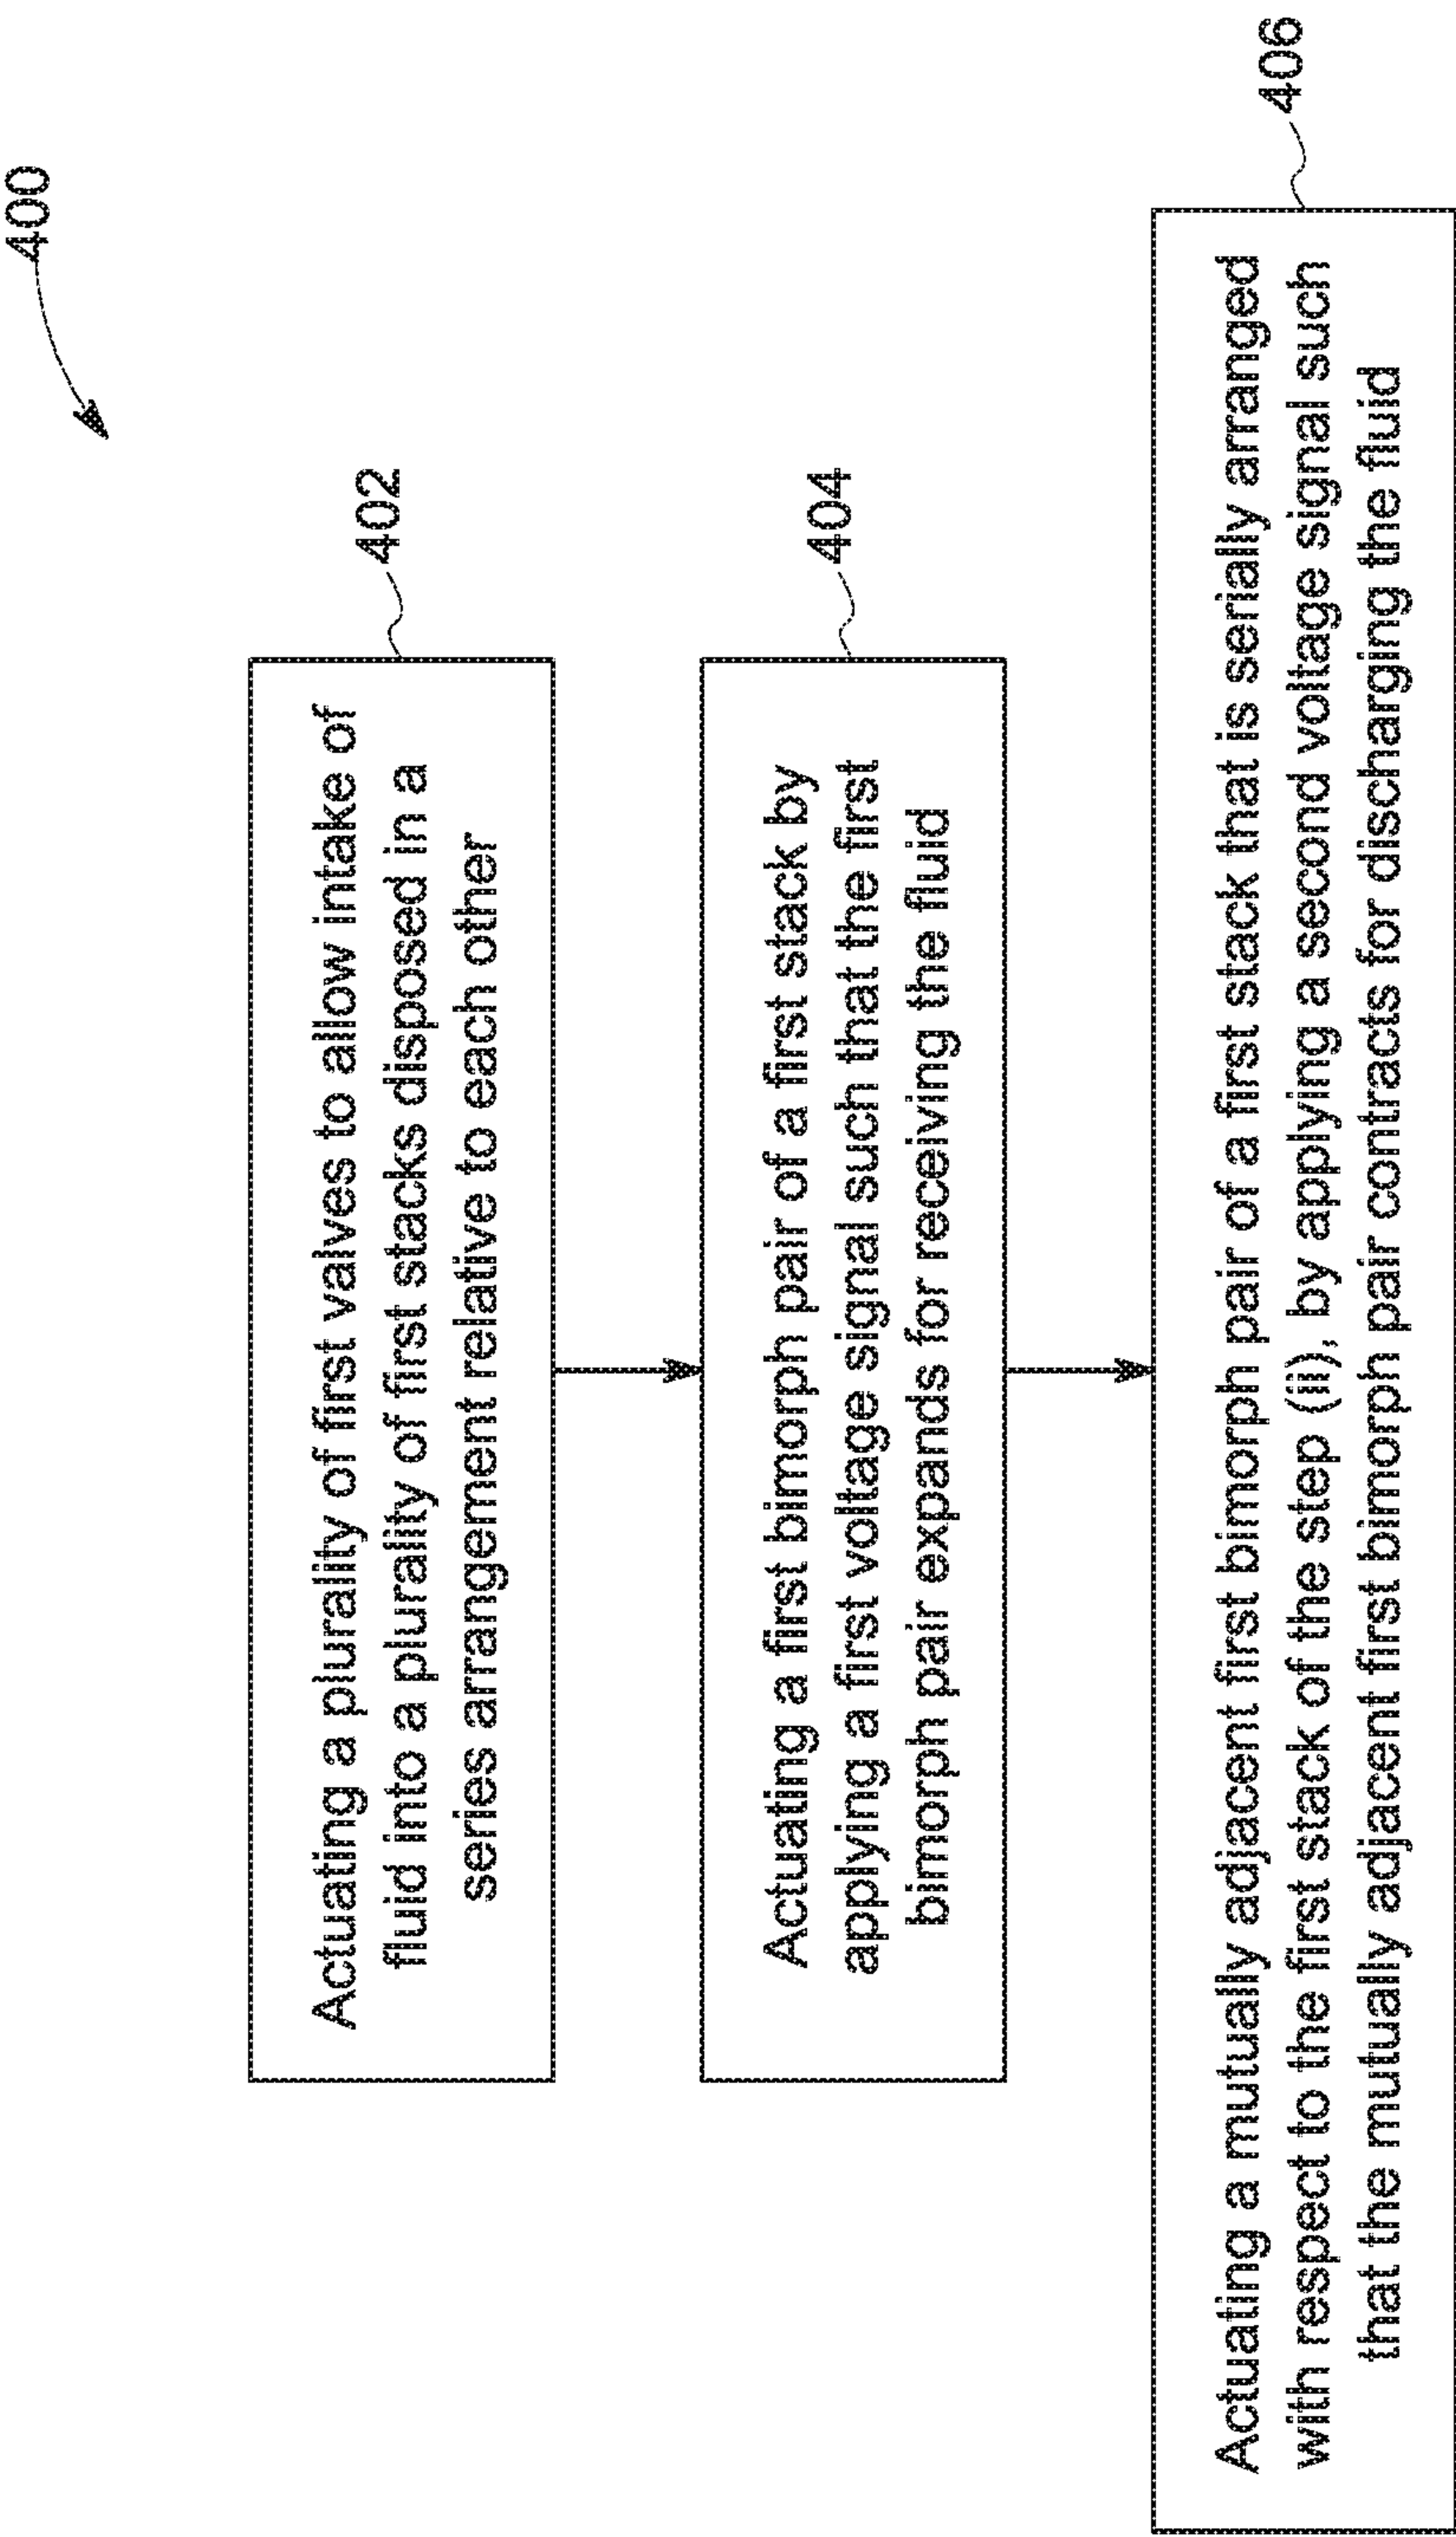 400
402
Actuating a plurality of first valves to allow intake of
fluid into a plurality of first stacks disposed in a
series arrangement relative to each other
404
Actuating a first bimorph pair of a first stack by
applying a first voltage signal such that the first
bimorph pair expands for receiving the fluid
406
Actuating a mutually adjacent first bimorph pair of a first stack that is serially arranged
with respect to the first stack of the step (ii), by applying a second voltage signal such
that the mutually adjacent first bimorph pair contracts for discharging the fluid